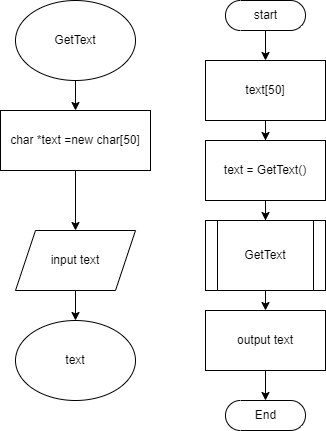 GetText
char *text =new char[50]
input text
text
start
text[50]
text = GetText()
GetText
output text
End